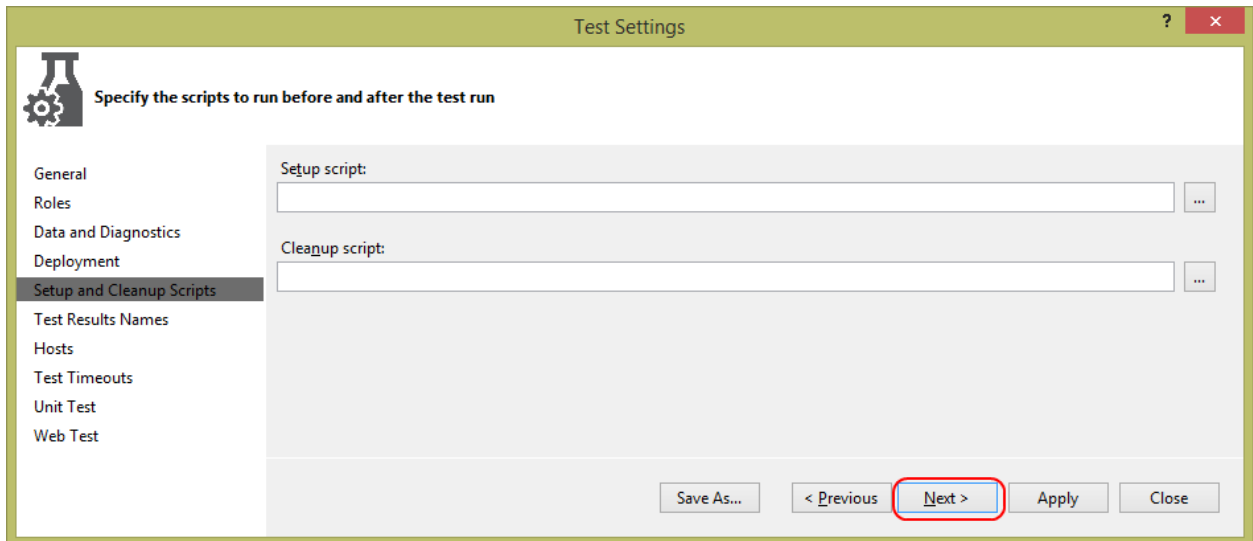 Test Settings
?
×
Specify the scripts to run before and after the test run
General
Roles
Data and Diagnostics
Deployment
Setup and Cleanup Scripts
Test Results Names
Hosts
Test Timeouts
Unit Test
Web Test
Setup script:
...
Cleanup script:
...
Save As... < Previous Next > Apply Close